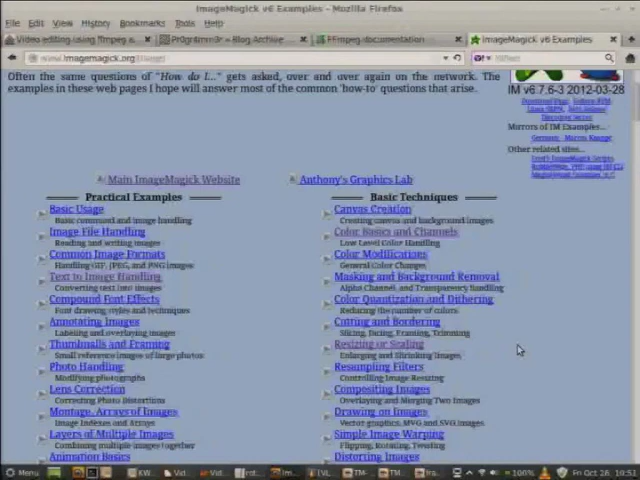 ImageMagick v6 Examples - Mozilla Firefox
File Edit View History Bookmarks Tools Help
Video editing using ffmpeg
Blog Archive
FFmpeg documentation
ImageMagick v6 Examples
www.imagemagick.org
Often the same questions of "How do I..." gets asked, over and over again on the network. The
examples in these web pages I hope will answer most of the common 'how-to' questions that arise.
IM v6.7.6-3 2012-03-28
Mirrors of IM Examples...
Other related sites...
Main ImageMagick Website
Anthony's Graphics Lab
Practical Examples
Basic Usage
Basic command and image handling
Image File Handling
Reading and writing images
Common Image Formats
Handling GIF, JPEG, and PNG images
Text to Image Handling
Converting text into images
Compound Font Effects
Font drawing styles and techniques
Annotating Images
Labeling and overlaying images
Thumbnails and Framing
Small reference images of large photos
Photo Handling
Modifying photographs
Lens Correction
Correcting Photo Distortions
Montage, Arrays of Images
Image Indexes and Arrays
Layers of Multiple Images
Combining multiple images together
Animation Basics
Basic Techniques
Canvas Creation
Creating canvas and background images
Color Basics and Channels
Low Level Color Handling
Color Modifications
General Color Changes
Masking and Background Removal
Alpha Channel, and Transparency handling
Color Quantization and Dithering
Reducing the number of colors
Cutting and Bordering
Slicing, Dicing, Framing, Trimming
Resizing or Scaling
Enlarging and Shrinking Images
Resampling Filters
Controlling Image Resizing
Compositing Images
Overlaying and Merging Two Images
Drawing on Images
Vector graphics, MVG and SVG images
Simple Image Warping
Flipping, Rotating, Shifting
Distorting Images
Menu
100%
Fri Oct 26, 10:51